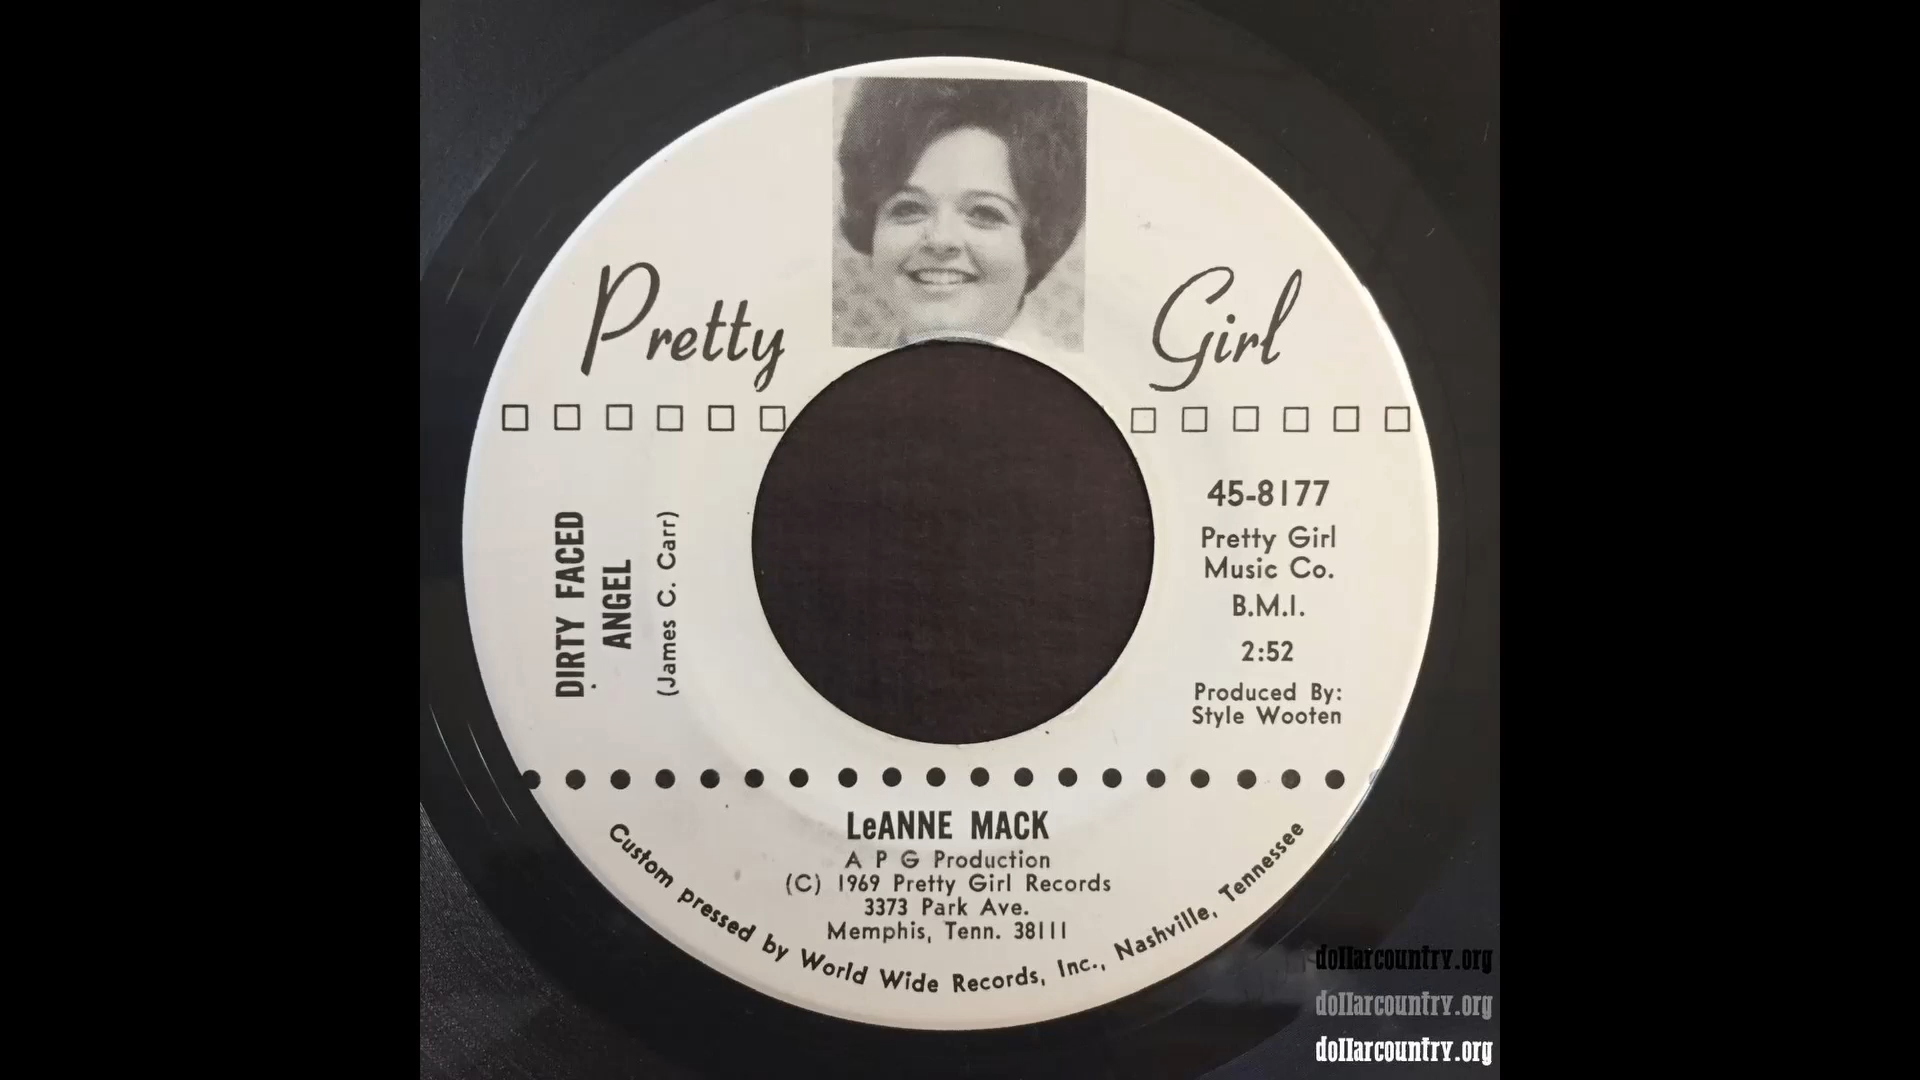 Pretty Girl
DIRTY FACED
ANGEL
(James C. Carr)
45-8177
Pretty Girl
Music Co.
B.M.I.
2:52
Produced By:
Style Wooten
LeANNE MACK
A P G Production
(C) 1969 Pretty Girl Records
3373 Park Ave.
Memphis, Tenn. 38111
Custom pressed by World Wide Records, Inc., Nashville, Tennessee
dollarcountry.org
dollarcountry.org
dollarcountry.org